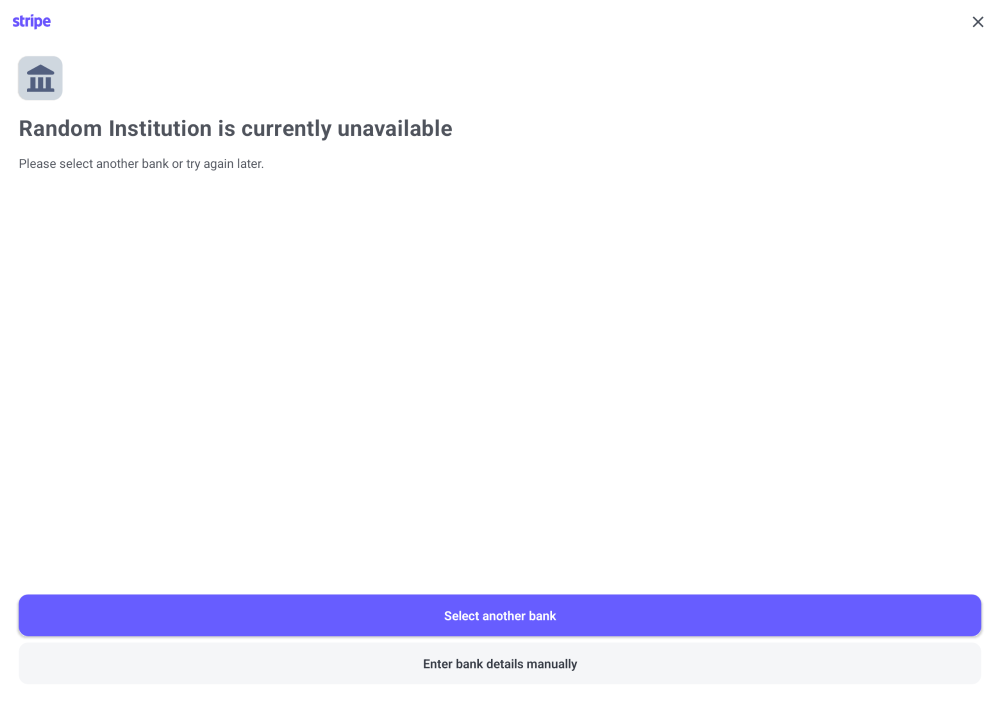 stripe
Random Institution is currently unavailable
Please select another bank or try again later.
Select another bank
Enter bank details manually